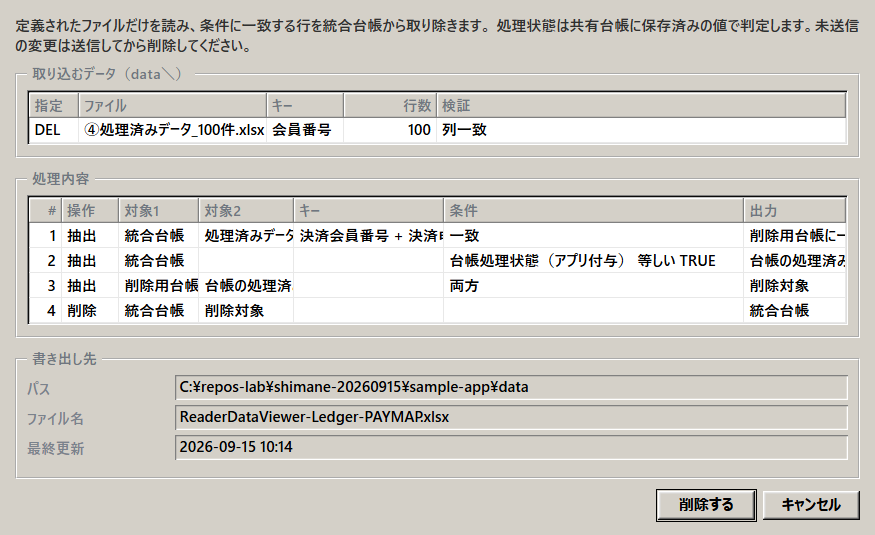 定義されたファイルだけを読み、条件に一致する行を統合台帳から取り除きます。処理状態は共有台帳に保存済みの値で判定します。未送信
の変更は送信してから削除してください。
取り込むデータ（data＼）
指定 ファイル キー 行数 検証
DEL ④処理済みデータ_100件.xlsx 会員番号 100 列一致
処理内容
# 操作 対象1 対象2 キー 条件 出力
1 抽出 統合台帳 処理済みデータ 決済会員番号 + 決済 一致 削除用台帳に一
2 抽出 統合台帳 台帳処理状態（アプリ付与） 等しい TRUE 台帳の処理済み
3 抽出 削除用台帳 台帳の処理済 両方 削除対象
4 削除 統合台帳 削除対象 統合台帳
書き出し先
パス C:¥repos-lab¥shimane-20260915¥sample-app¥data
ファイル名 ReaderDataViewer-Ledger-PAYMAP.xlsx
最終更新 2026-09-15 10:14
削除する キャンセル